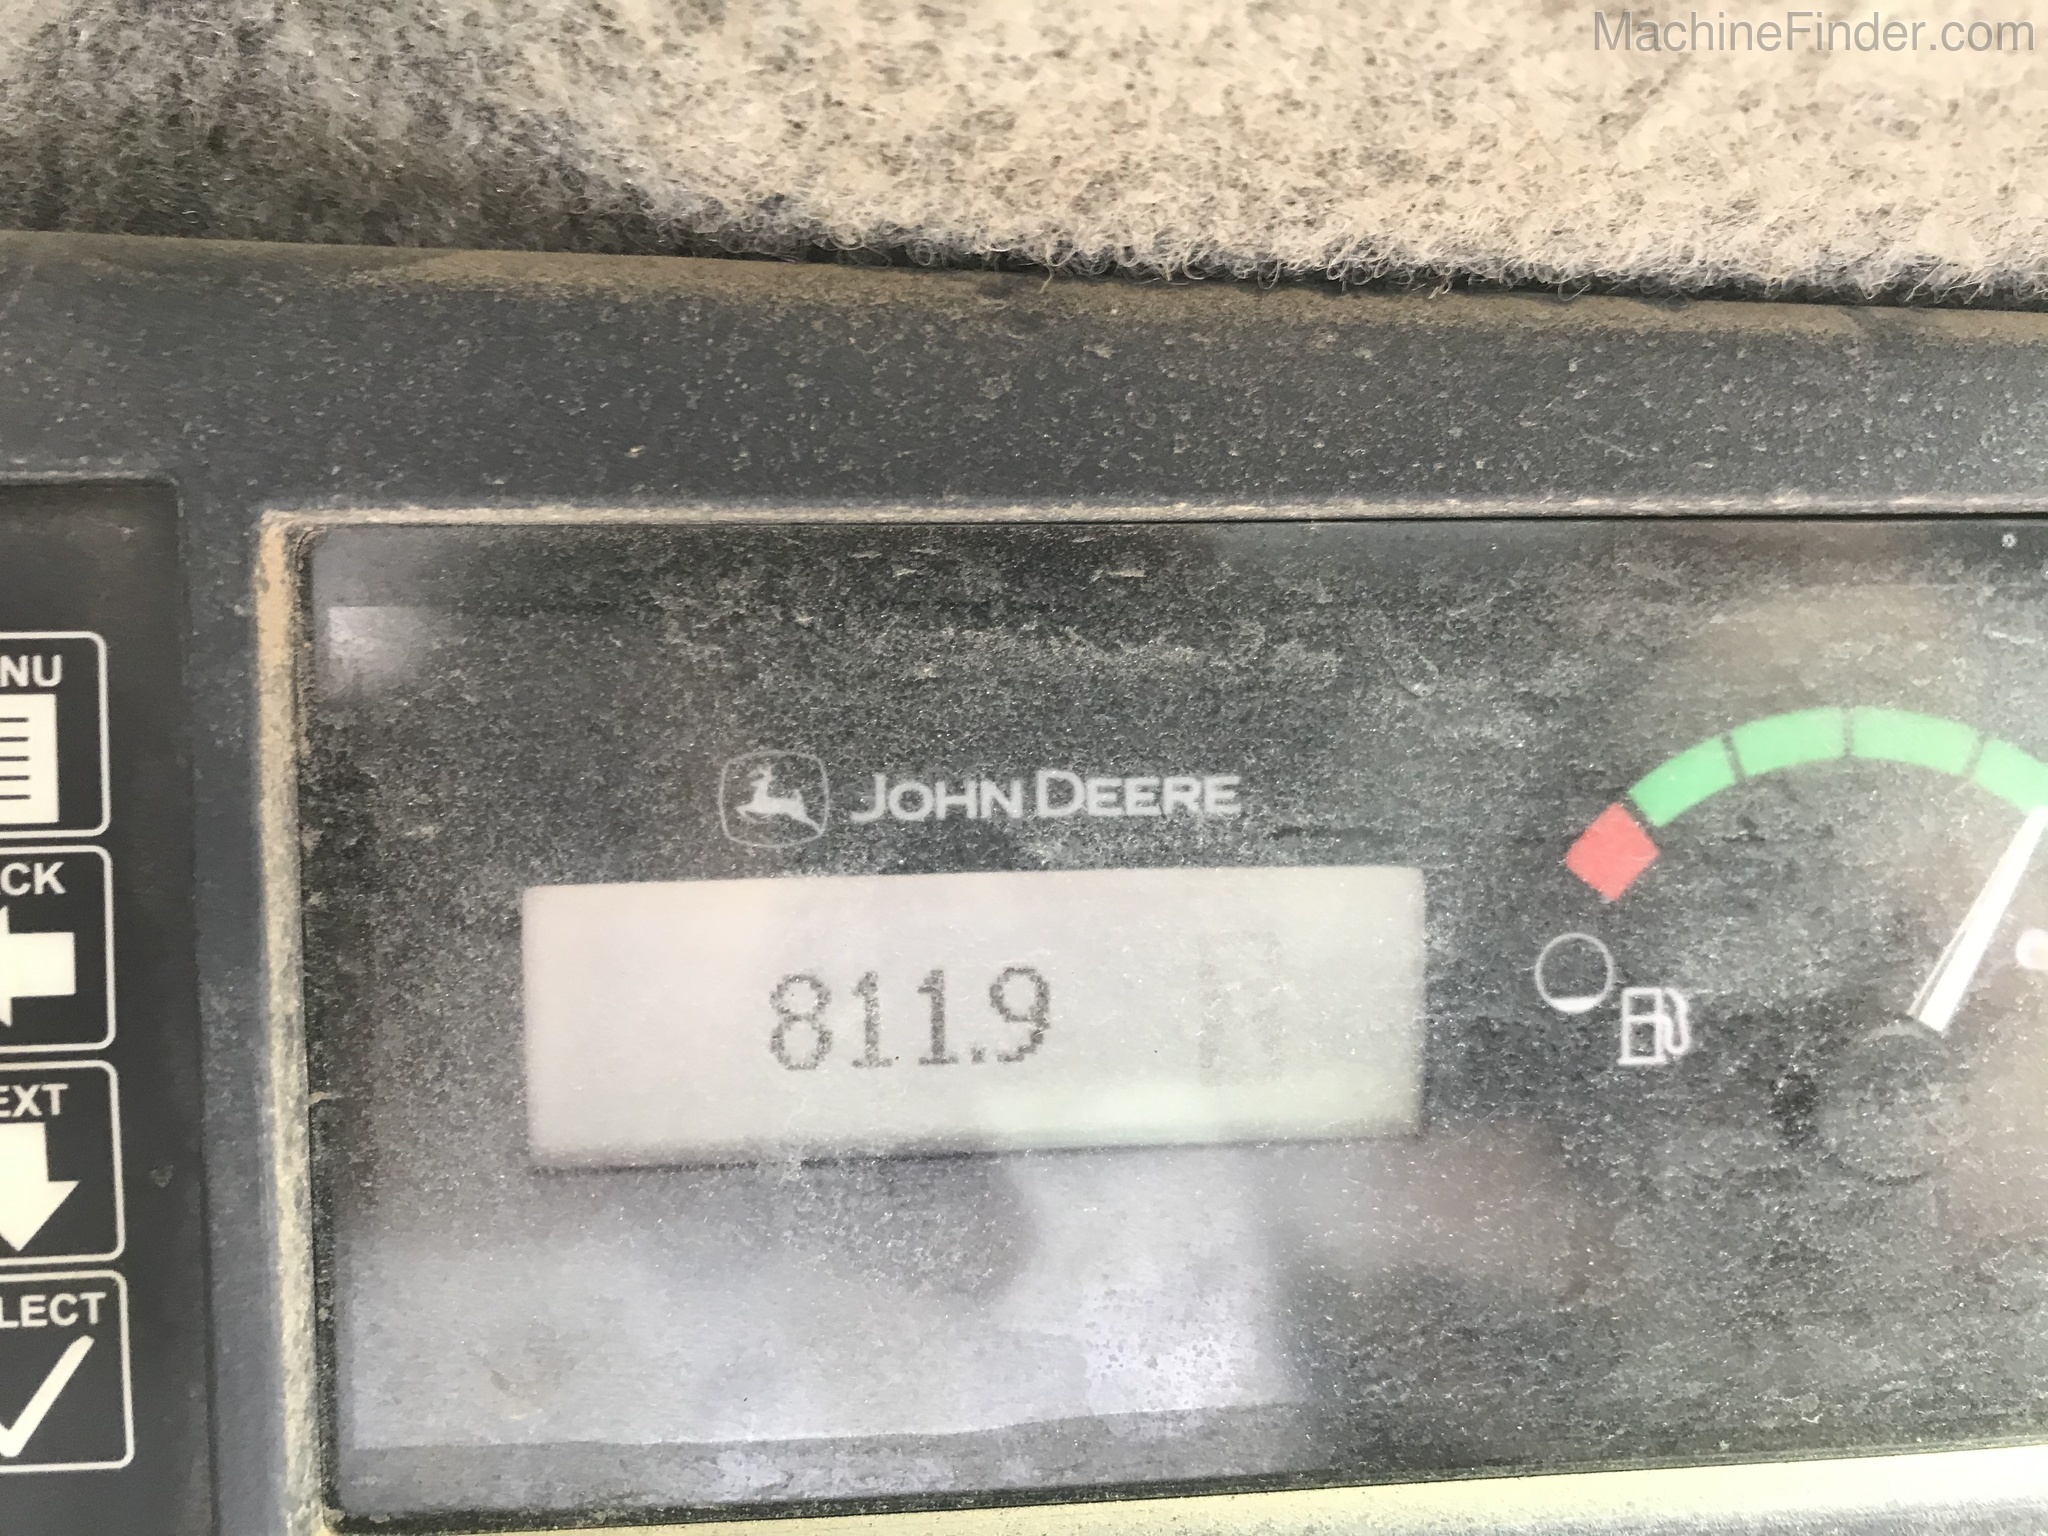 MachineFinder.com
NU
CK
EXT
LECT
JOHN DEERE
811.9